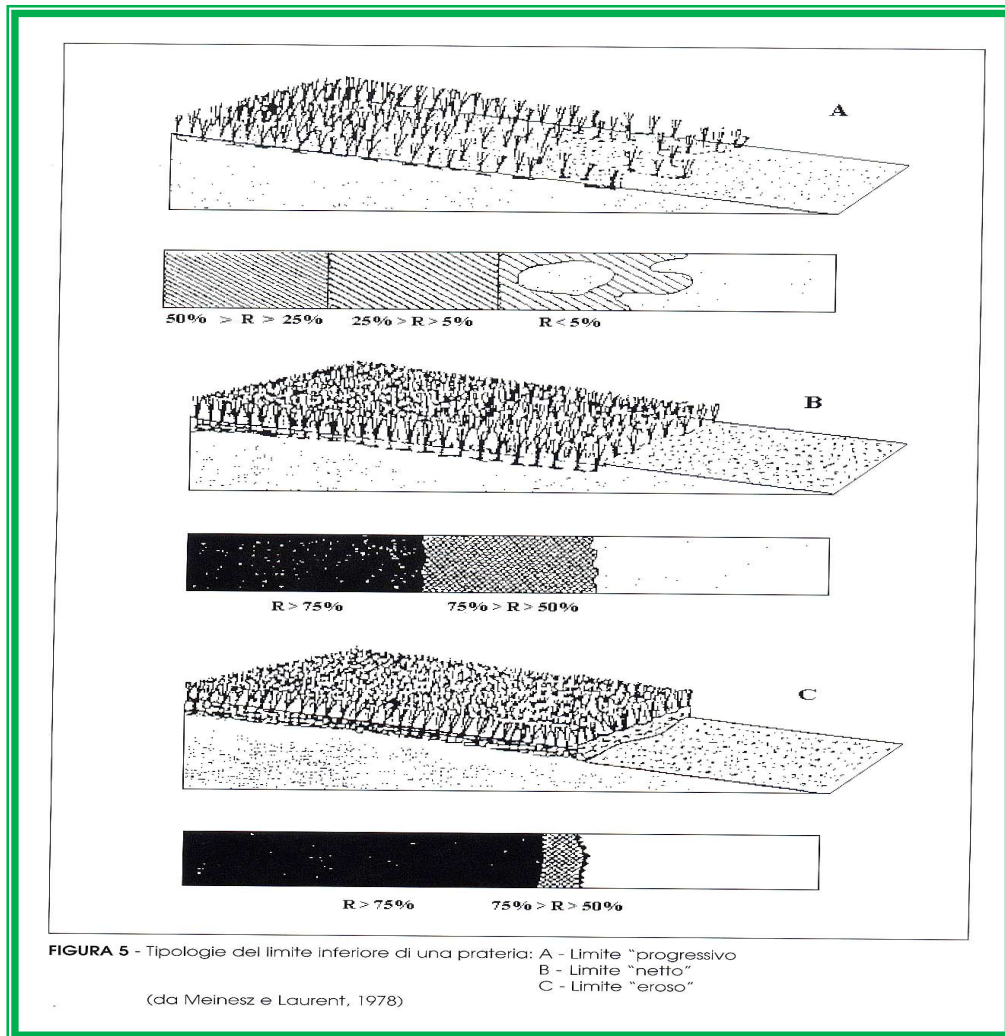 A
50% > R > 25% 25%>R>5% R<5%
B
R>75% 75%>R>50%
C
R>75% 75%>R>50%
FIGURA 5 - Tipologie del limite inferiore di una prateria: A - Limite "progressivo
B - Limite "netto"
C - Limite "eroso"
(da Meinesz e Laurent, 1978)